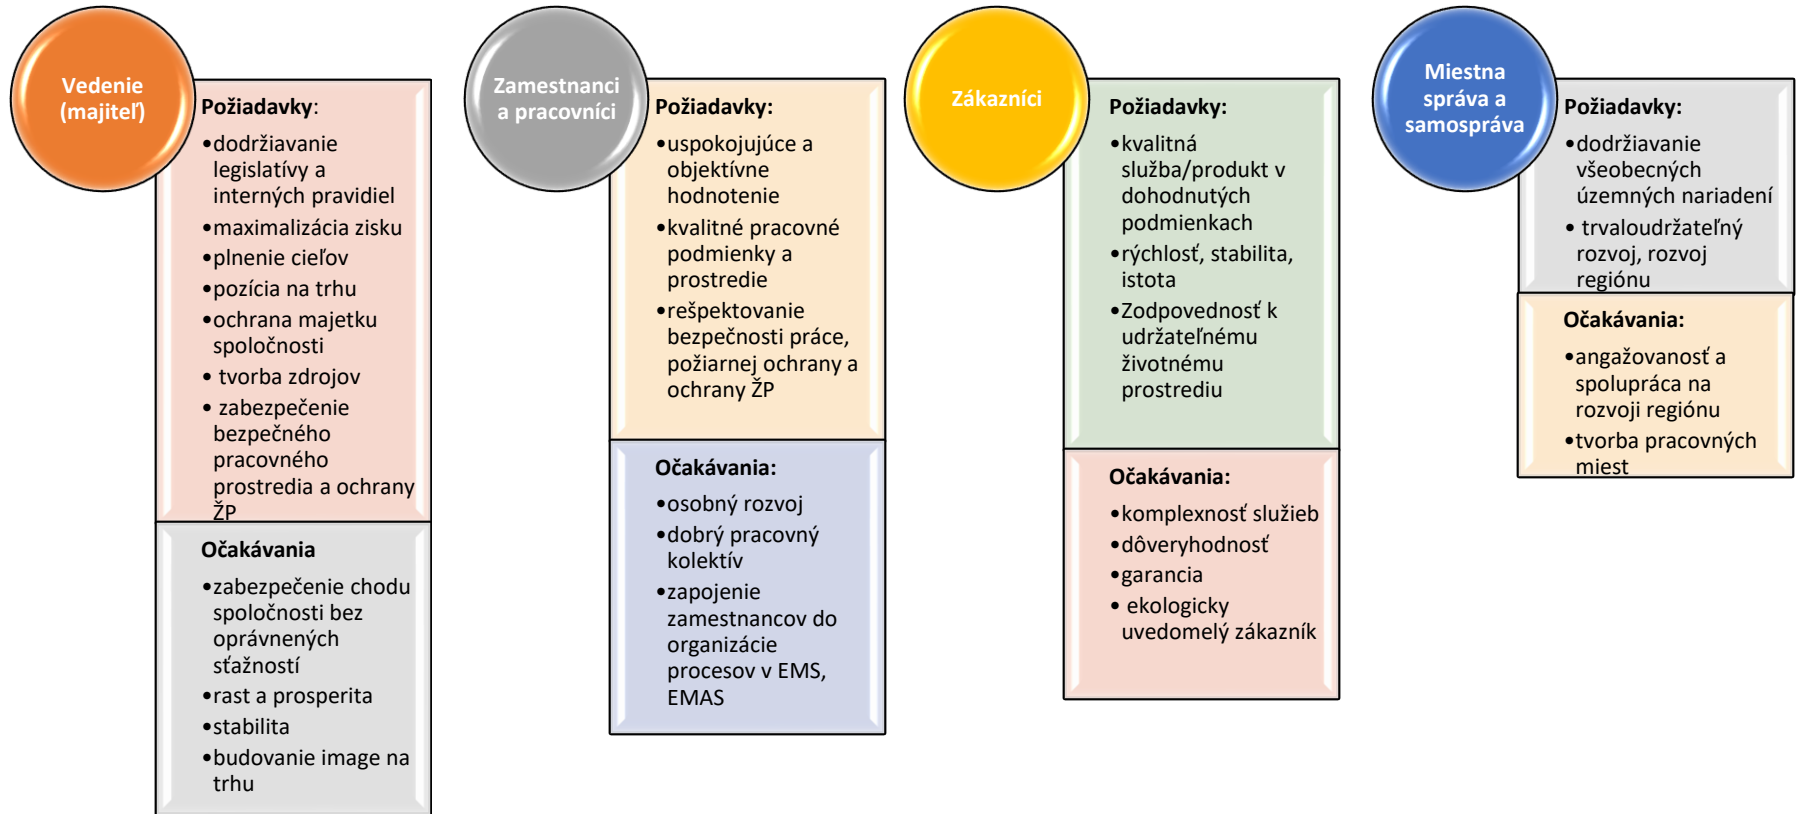 Vedenie
(majiteľ)
Požiadavky:
•dodržiavanie
legislatívy a
interných pravidiel
•maximalizácia zisku
•plnenie cieľov
•pozícia na trhu
•ochrana majetku
spoločnosti
• tvorba zdrojov
• zabezpečenie
bezpečného
pracovného
prostredia a ochrany
ŽP
Očakávania
•zabezpečenie chodu
spoločnosti bez
oprávnených
sťažností
•rast a prosperita
•stabilita
•budovanie image na
trhu
Zamestnanci
a pracovníci
Požiadavky:
•uspokojujúce a
objektívne
hodnotenie
•kvalitné pracovné
podmienky a
prostredie
•rešpektovanie
bezpečnosti práce,
požiarnej ochrany a
ochrany ŽP
Očakávania:
•osobný rozvoj
•dobrý pracovný
kolektív
•zapojenie
zamestnancov do
organizácie
procesov v EMS,
EMAS
Zákazníci
Požiadavky:
•kvalitná
služba/produkt v
dohodnutých
podmienkach
•rýchlosť, stabilita,
istota
•Zodpovednosť k
udržateľnému
životnému
prostrediu
Očakávania:
•komplexnosť služieb
•dôveryhodnosť
•garancia
• ekologicky
uvedomelý zákazník
Miestna
správa a
samospráva
Požiadavky:
•dodržiavanie
všeobecných
územných nariadení
• trvaloudržateľný
rozvoj, rozvoj
regiónu
Očakávania:
•angažovanosť a
spolupráca na
rozvoji regiónu
•tvorba pracovných
miest